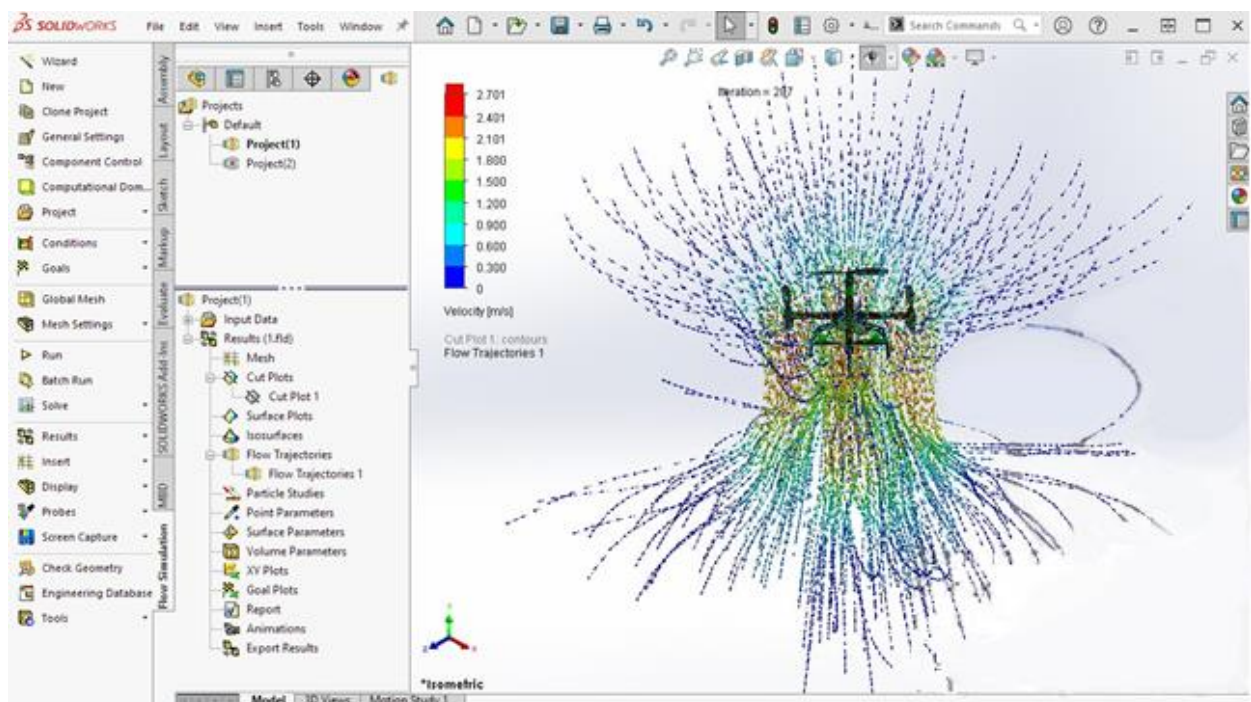 SOLIDWORKS File Edit View Insert Tools Window Search Commands
Wizard
New
Clone Project
General Settings
Component Control
Computational Dom...
Project
Conditions
Goals
Global Mesh
Mesh Settings
Run
Batch Run
Solve
Results
Insert
Display
Probes
Screen Capture
Check Geometry
Engineering Database
Tools
Assembly
Layout
Sketch
Markup
Evaluate
SOLIDWORKS Add-Ins
MBD
Flow Simulation
Projects
Default
Project(1)
Project(2)
Project(1)
Input Data
Results (1.fld)
Mesh
Cut Plots
Cut Plot 1
Surface Plots
Isosurfaces
Flow Trajectories
Flow Trajectories 1
Particle Studies
Point Parameters
Surface Parameters
Volume Parameters
XY Plots
Goal Plots
Report
Animations
Export Results
2.701
2.401
2.101
1.800
1.500
1.200
0.900
0.600
0.300
0
Velocity [m/s]
Cut Plot 1: contours
Flow Trajectories 1
Iteration = 207
*Isometric
Model 3D Views Motion Study 1